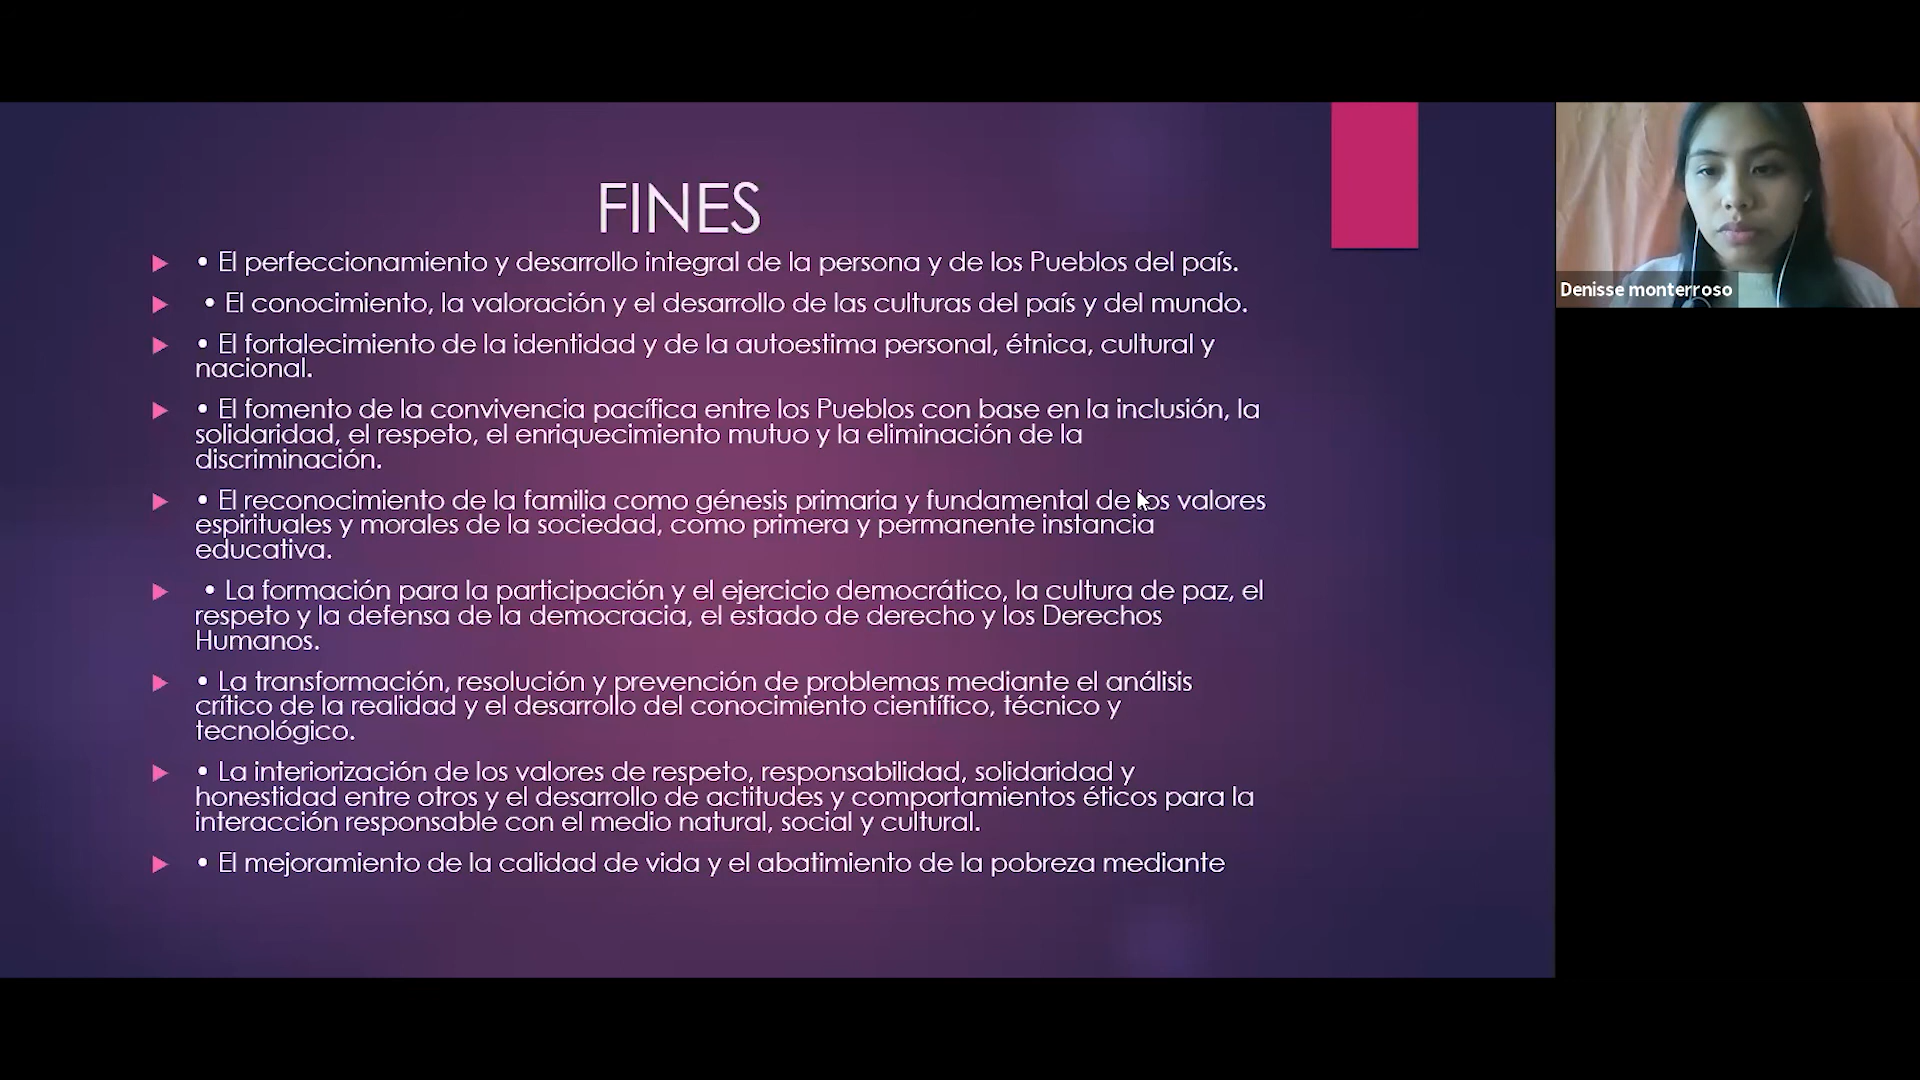 FINES
• El perfeccionamiento y desarrollo integral de la persona y de los Pueblos del país.
• El conocimiento, la valoración y el desarrollo de las culturas del país y del mundo.
• El fortalecimiento de la identidad y de la autoestima personal, étnica, cultural y
nacional.
• El fomento de la convivencia pacífica entre los Pueblos con base en la inclusión, la
solidaridad, el respeto, el enriquecimiento mutuo y la eliminación de la
discriminación.
• El reconocimiento de la familia como génesis primaria y fundamental de los valores
espirituales y morales de la sociedad, como primera y permanente instancia
educativa.
• La formación para la participación y el ejercicio democrático, la cultura de paz, el
respeto y la defensa de la democracia, el estado de derecho y los Derechos
Humanos.
• La transformación, resolución y prevención de problemas mediante el análisis
crítico de la realidad y el desarrollo del conocimiento científico, técnico y
tecnológico.
• La interiorización de los valores de respeto, responsabilidad, solidaridad y
honestidad entre otros y el desarrollo de actitudes y comportamientos éticos para la
interacción responsable con el medio natural, social y cultural.
• El mejoramiento de la calidad de vida y el abatimiento de la pobreza mediante
Denisse monterroso